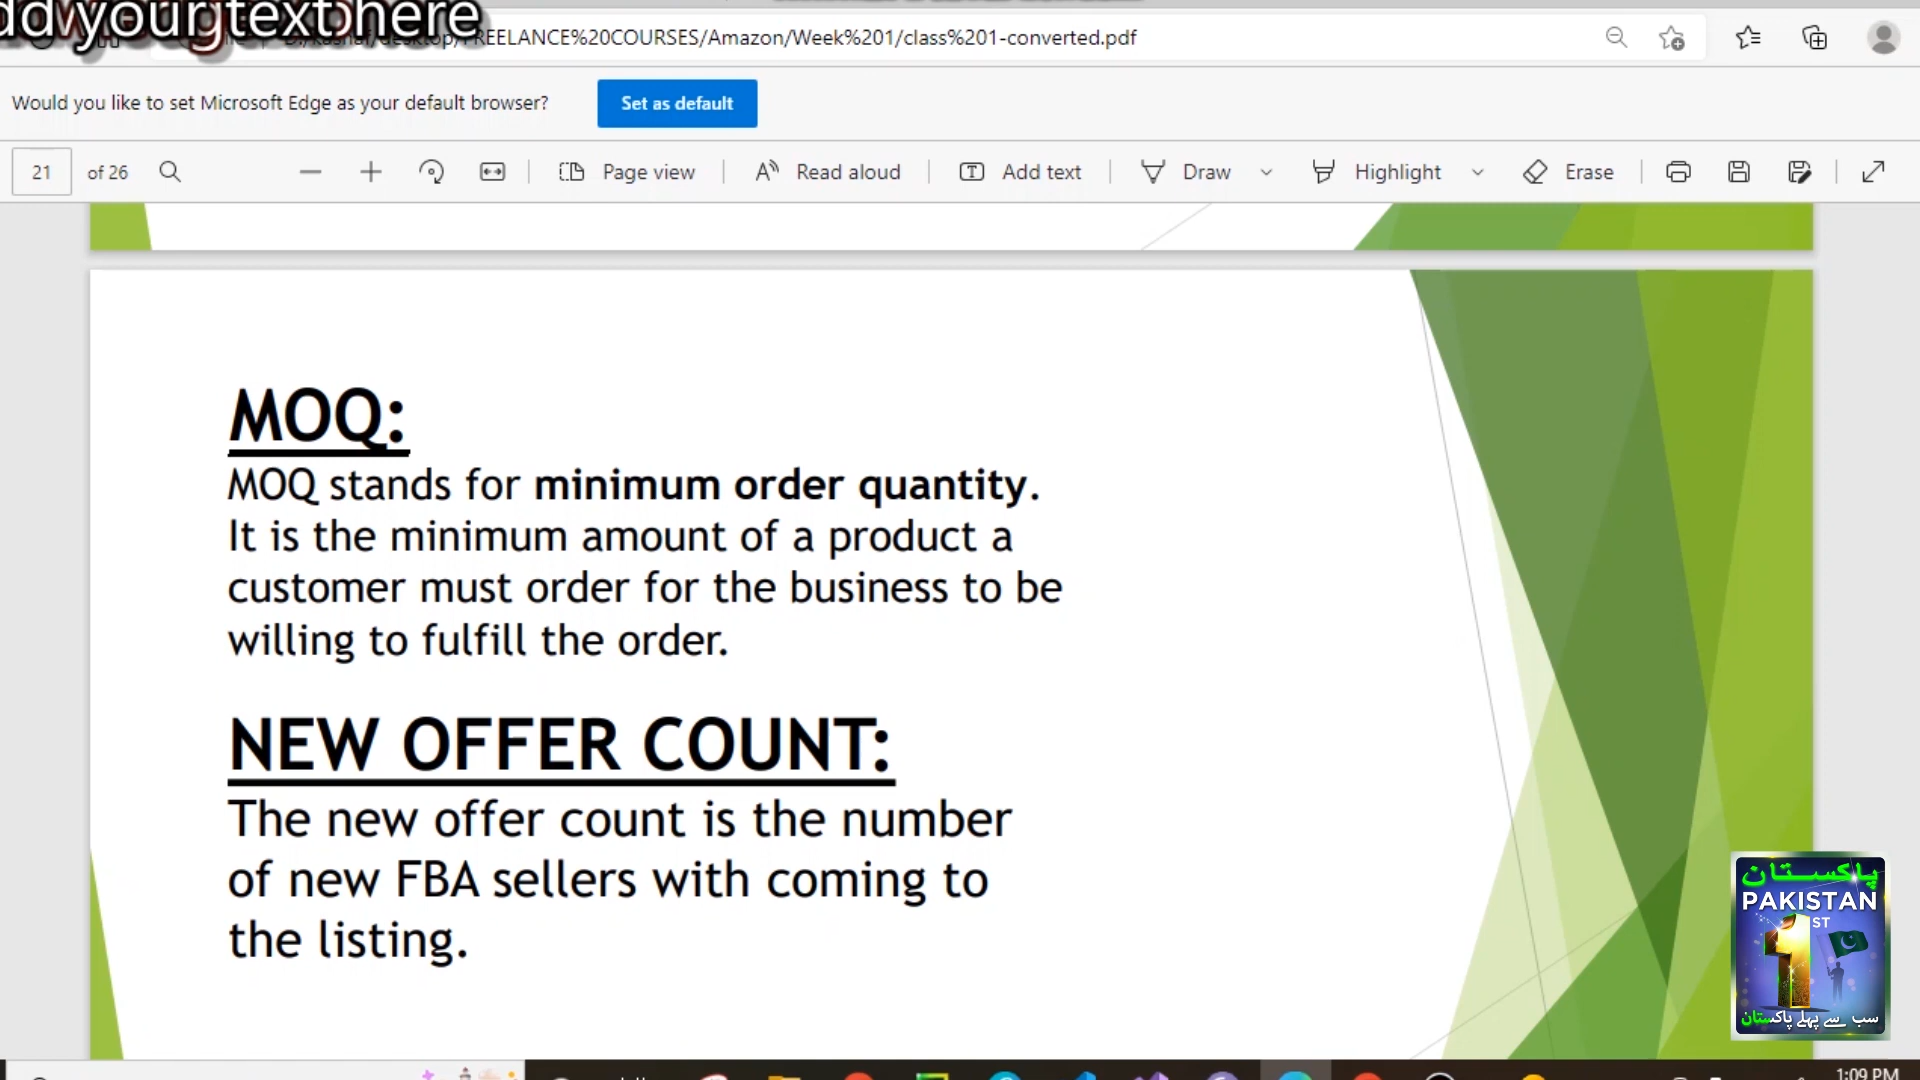 dd your text here
REELANCE%20COURSES/Amazon/Week%201/class%201-converted.pdf
Would you like to set Microsoft Edge as your default browser?
Set as default
21 of 26
Page view
Read aloud
Add text
Draw
Highlight
Erase
MOQ:
MOQ stands for minimum order quantity.
It is the minimum amount of a product a
customer must order for the business to be
willing to fulfill the order.
NEW OFFER COUNT:
The new offer count is the number
of new FBA sellers with coming to
the listing.
پاکستان
PAKISTAN
ST
1
سب سے پہلے پاکستان
1:09 PM